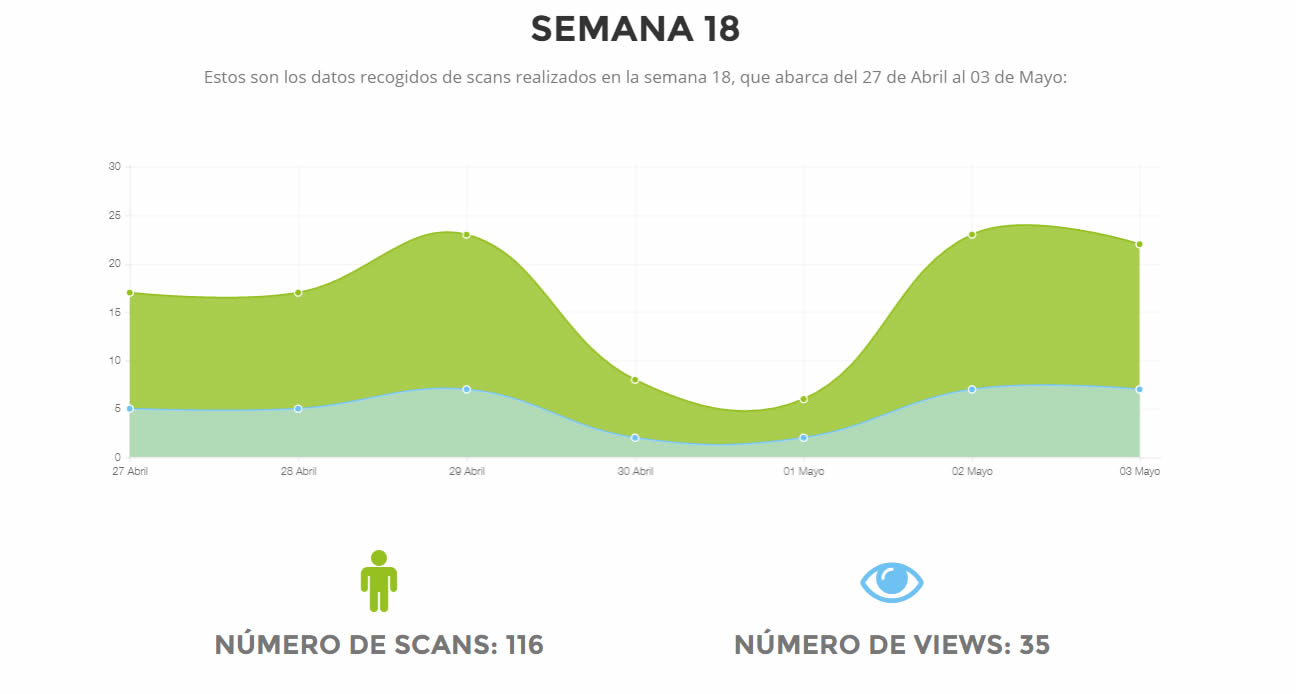 SEMANA 18
Estos son los datos recogidos de scans realizados en la semana 18, que abarca del 27 de Abril al 03 de Mayo:
30
25
20
15
10
5
0
27 Abril 28 Abril 29 Abril 30 Abril 01 Mayo 02 Mayo 03 Mayo
NÚMERO DE SCANS: 116 NÚMERO DE VIEWS: 35